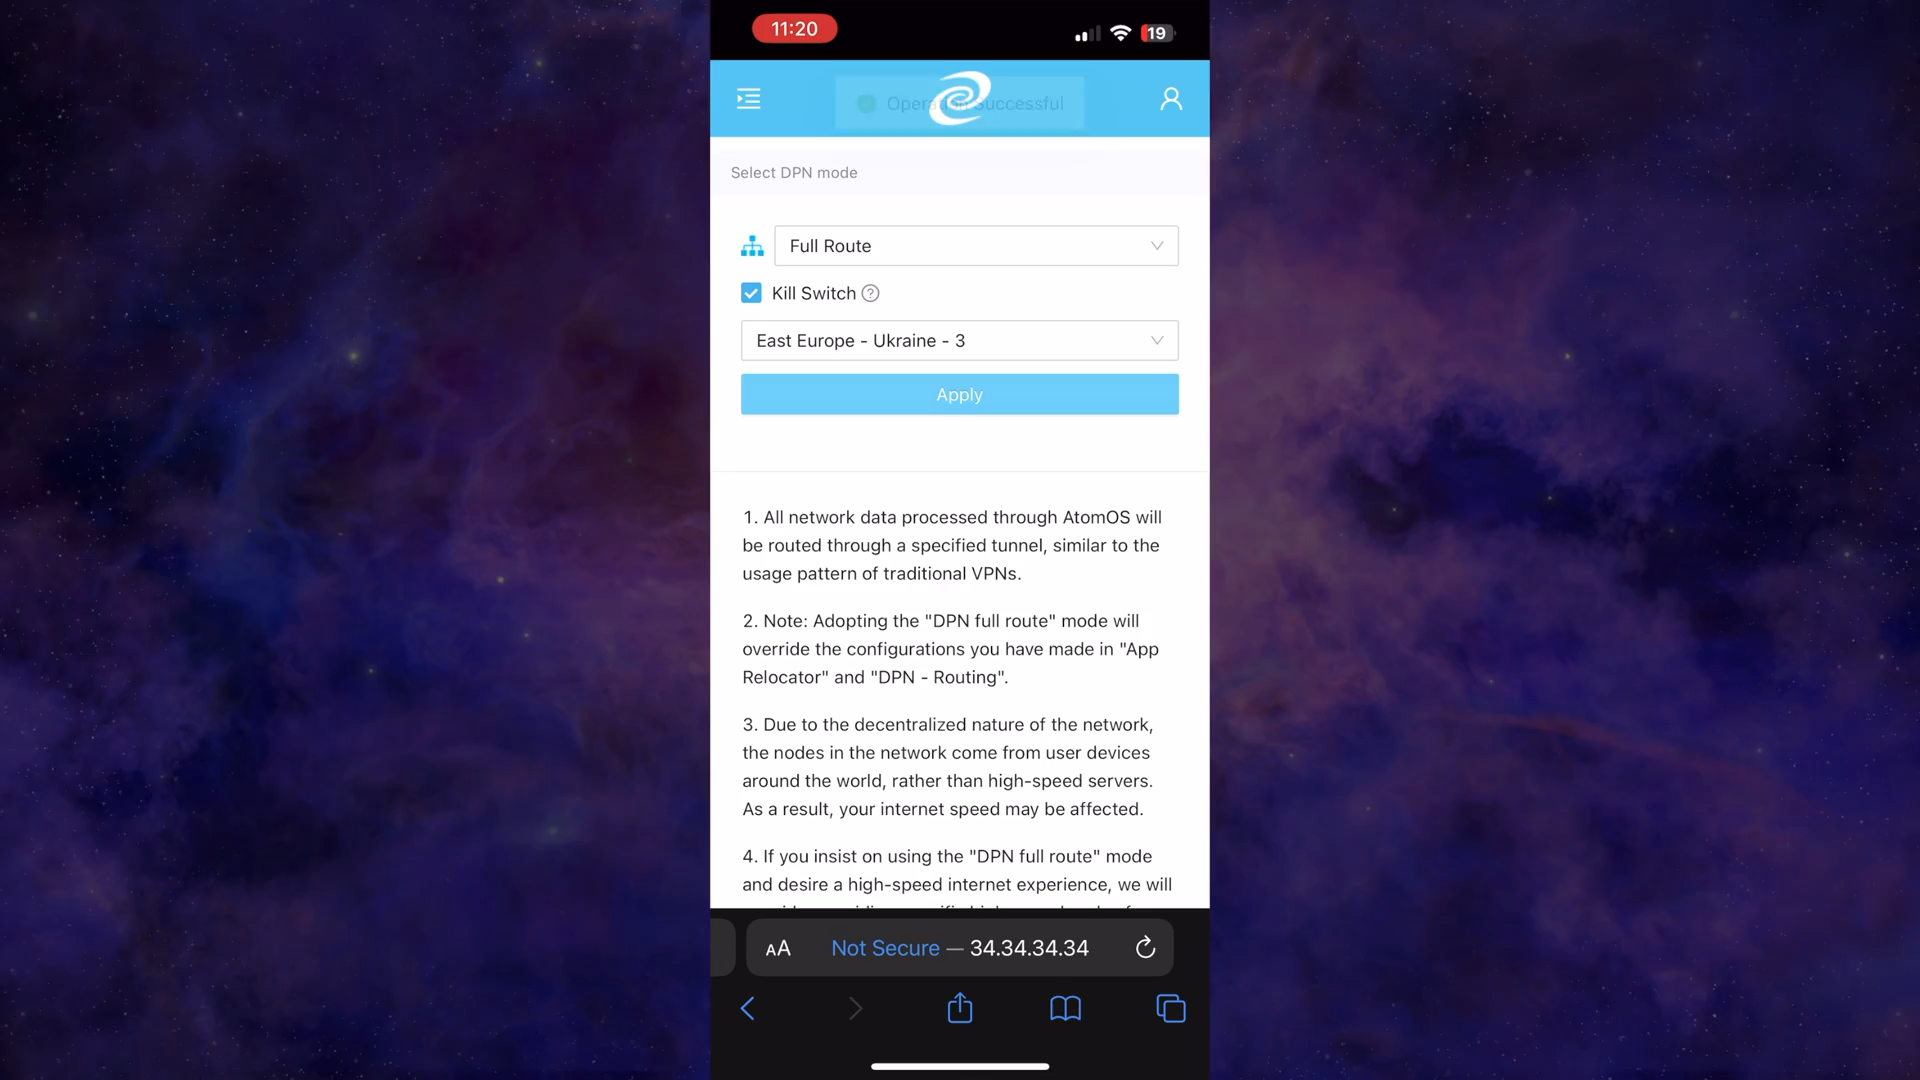 11:20
19
Operation Successful
Select DPN mode
Full Route
Kill Switch ?
East Europe - Ukraine - 3
Apply
1. All network data processed through AtomOS will
be routed through a specified tunnel, similar to the
usage pattern of traditional VPNs.
2. Note: Adopting the "DPN full route" mode will
override the configurations you have made in "App
Relocator" and "DPN - Routing".
3. Due to the decentralized nature of the network,
the nodes in the network come from user devices
around the world, rather than high-speed servers.
As a result, your internet speed may be affected.
4. If you insist on using the "DPN full route" mode
and desire a high-speed internet experience, we will
AA Not Secure — 34.34.34.34